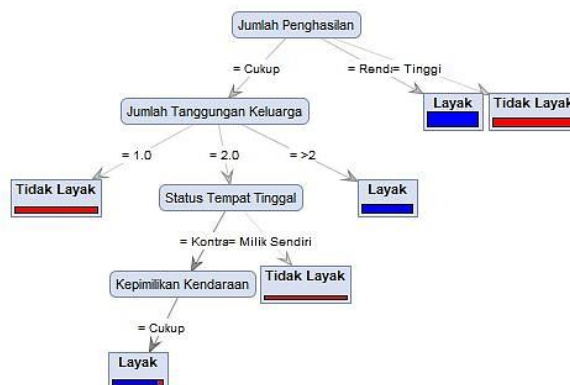 Jumlah Penghasilan
= Cukup
= Rend
= Tinggi
Jumlah Tanggungan Keluarga
Layak
Tidak Layak
= 1.0
= 2.0
= >2
Tidak Layak
Status Tempat Tinggal
Layak
= Kontra
= Milik Sendiri
Kepimilikan Kendaraan
Tidak Layak
= Cukup
Layak